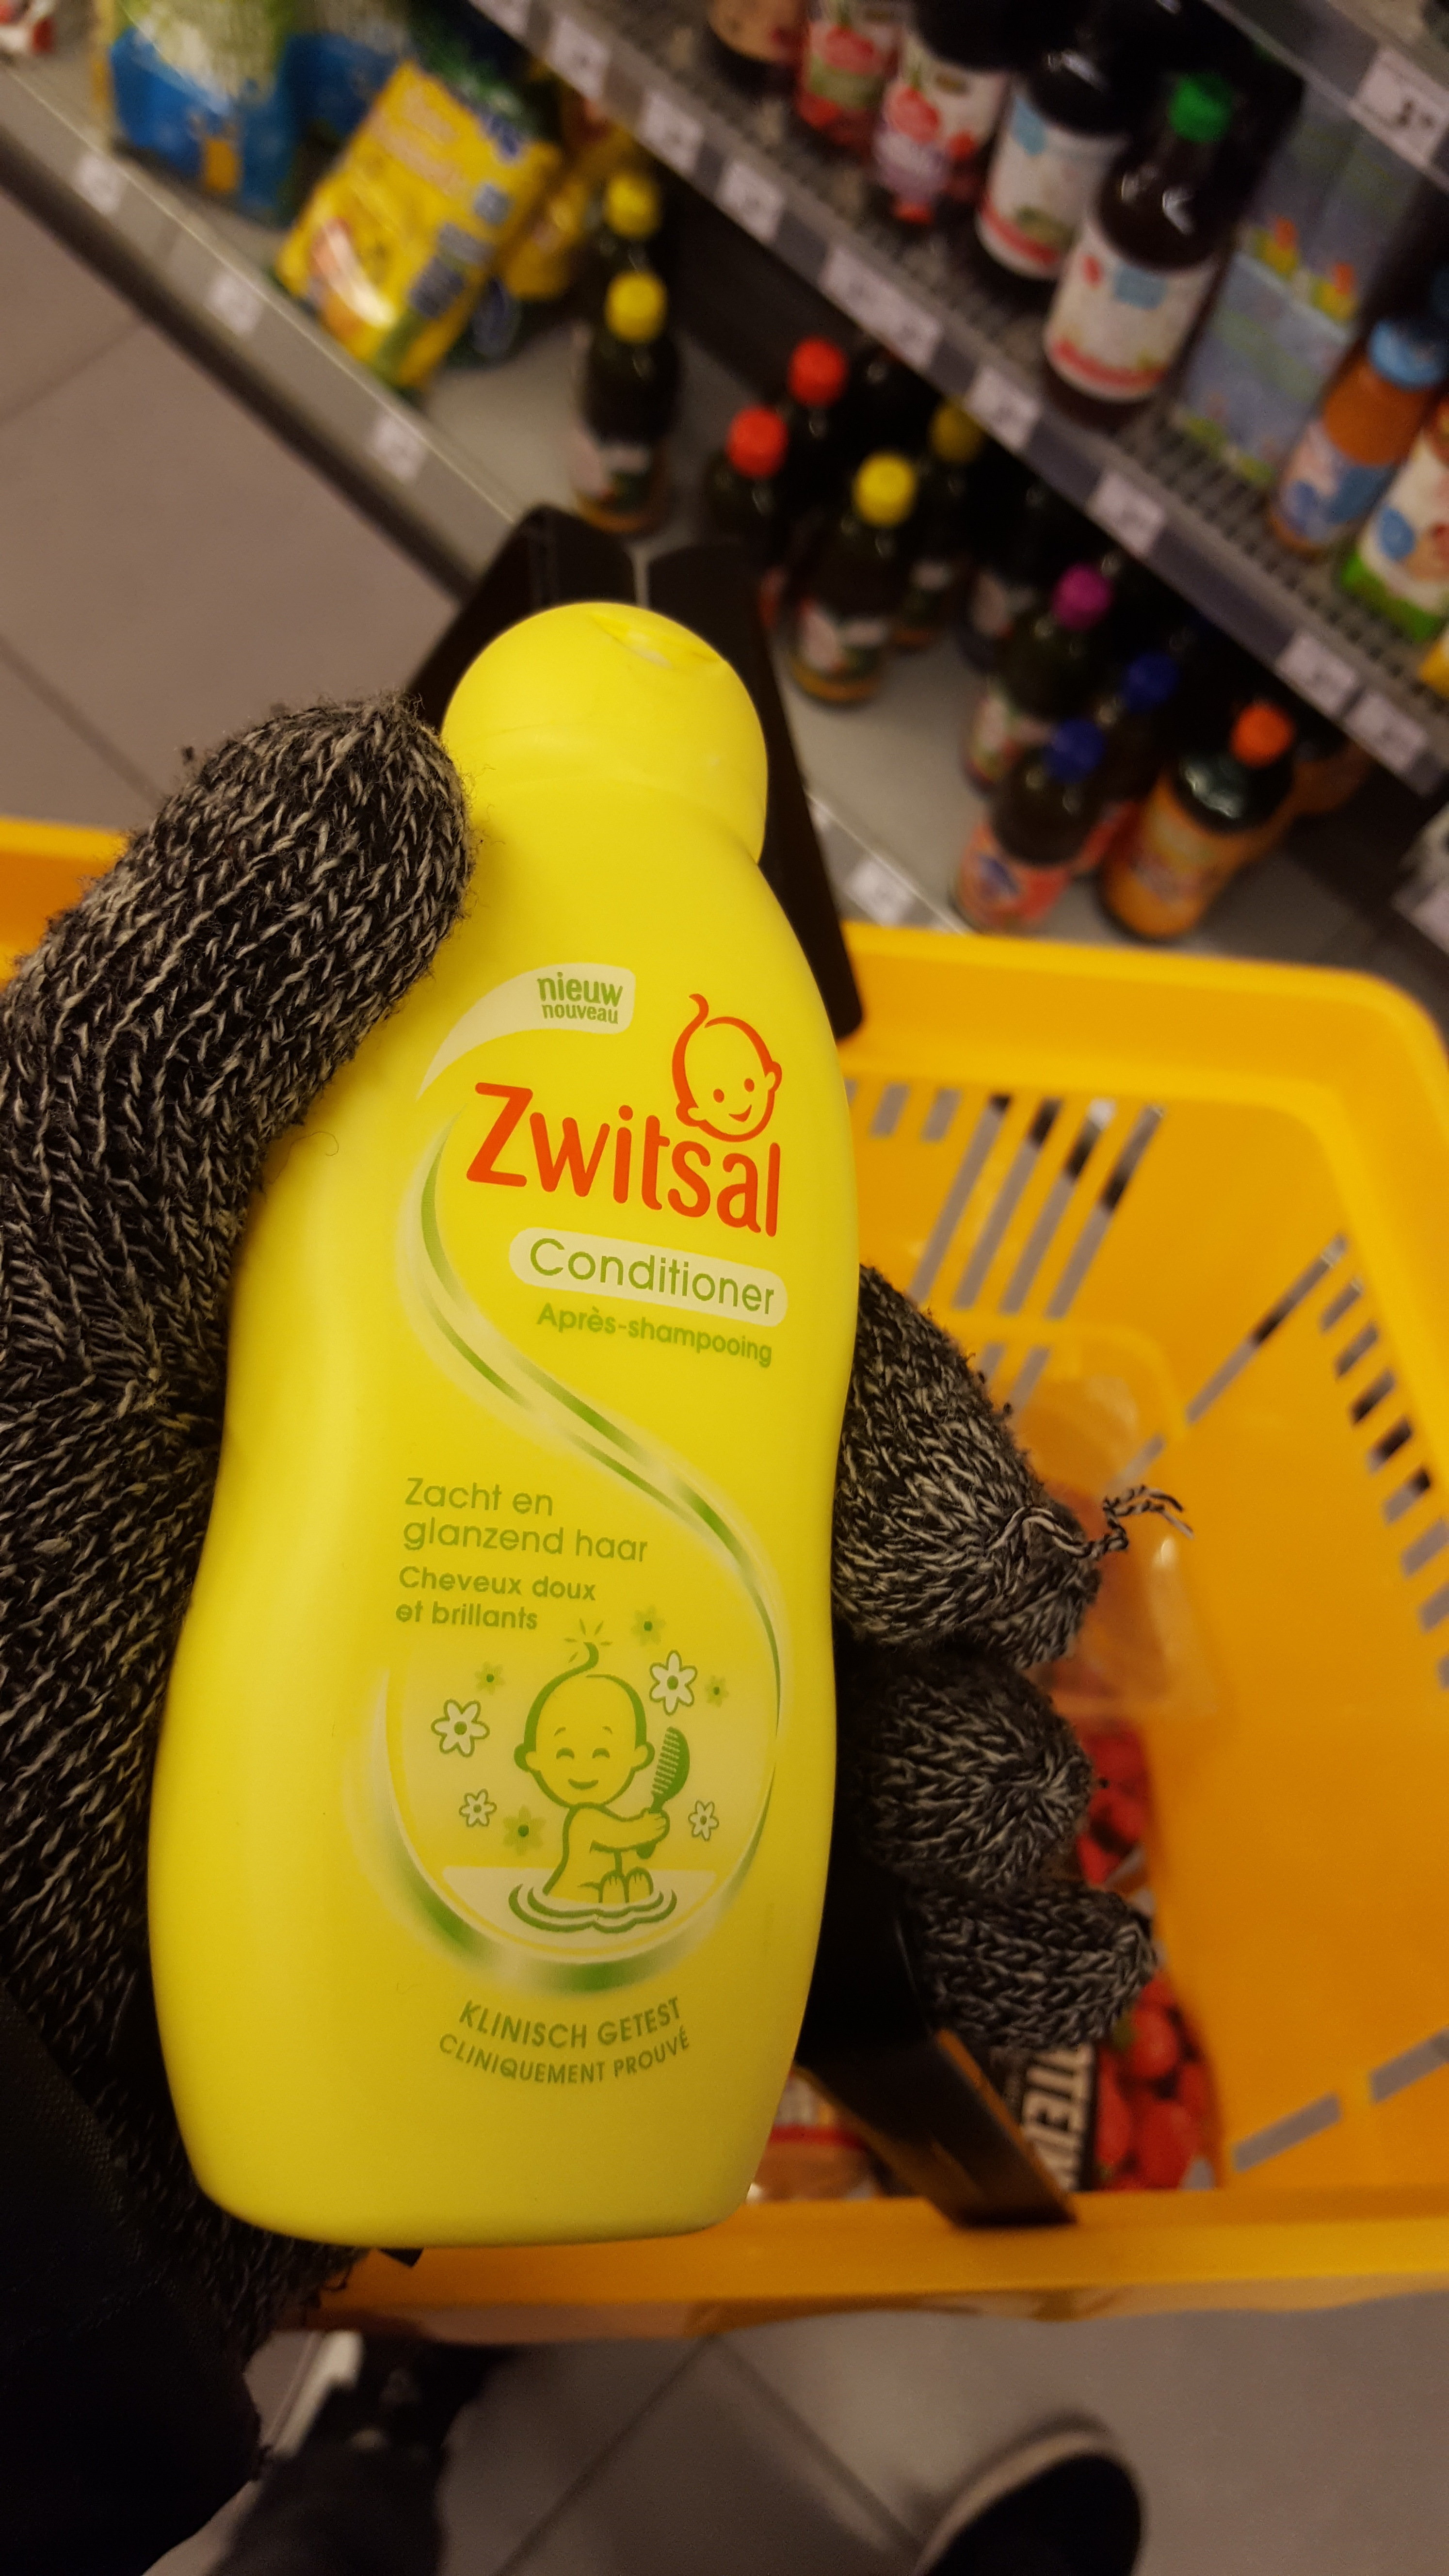 nieuw
nouveau
Zwitsal
Conditioner
Après-shampooing
Zacht en
glanzend haar
Cheveux doux
et brillants
KLINISCH GETEST
CLINIQUEMENT PROUVÉ